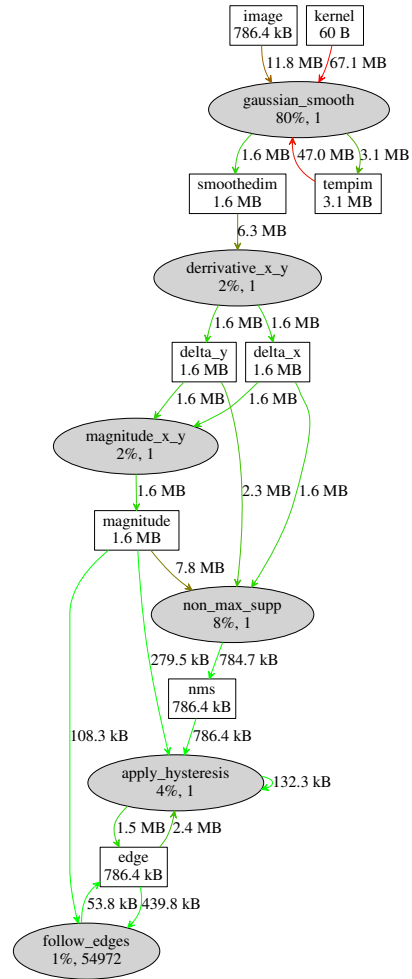 image
786.4 kB
kernel
60 B
11.8 MB
67.1 MB
gaussian_smooth
80%, 1
1.6 MB
47.0 MB
3.1 MB
smoothedim
1.6 MB
tempim
3.1 MB
6.3 MB
derrivative_x_y
2%, 1
1.6 MB
1.6 MB
delta_y
1.6 MB
delta_x
1.6 MB
1.6 MB
1.6 MB
magnitude_x_y
2%, 1
1.6 MB
2.3 MB
1.6 MB
magnitude
1.6 MB
7.8 MB
non_max_supp
8%, 1
279.5 kB
784.7 kB
nms
786.4 kB
108.3 kB
786.4 kB
apply_hysteresis
4%, 1
132.3 kB
1.5 MB
2.4 MB
edge
786.4 kB
53.8 kB
439.8 kB
follow_edges
1%, 54972